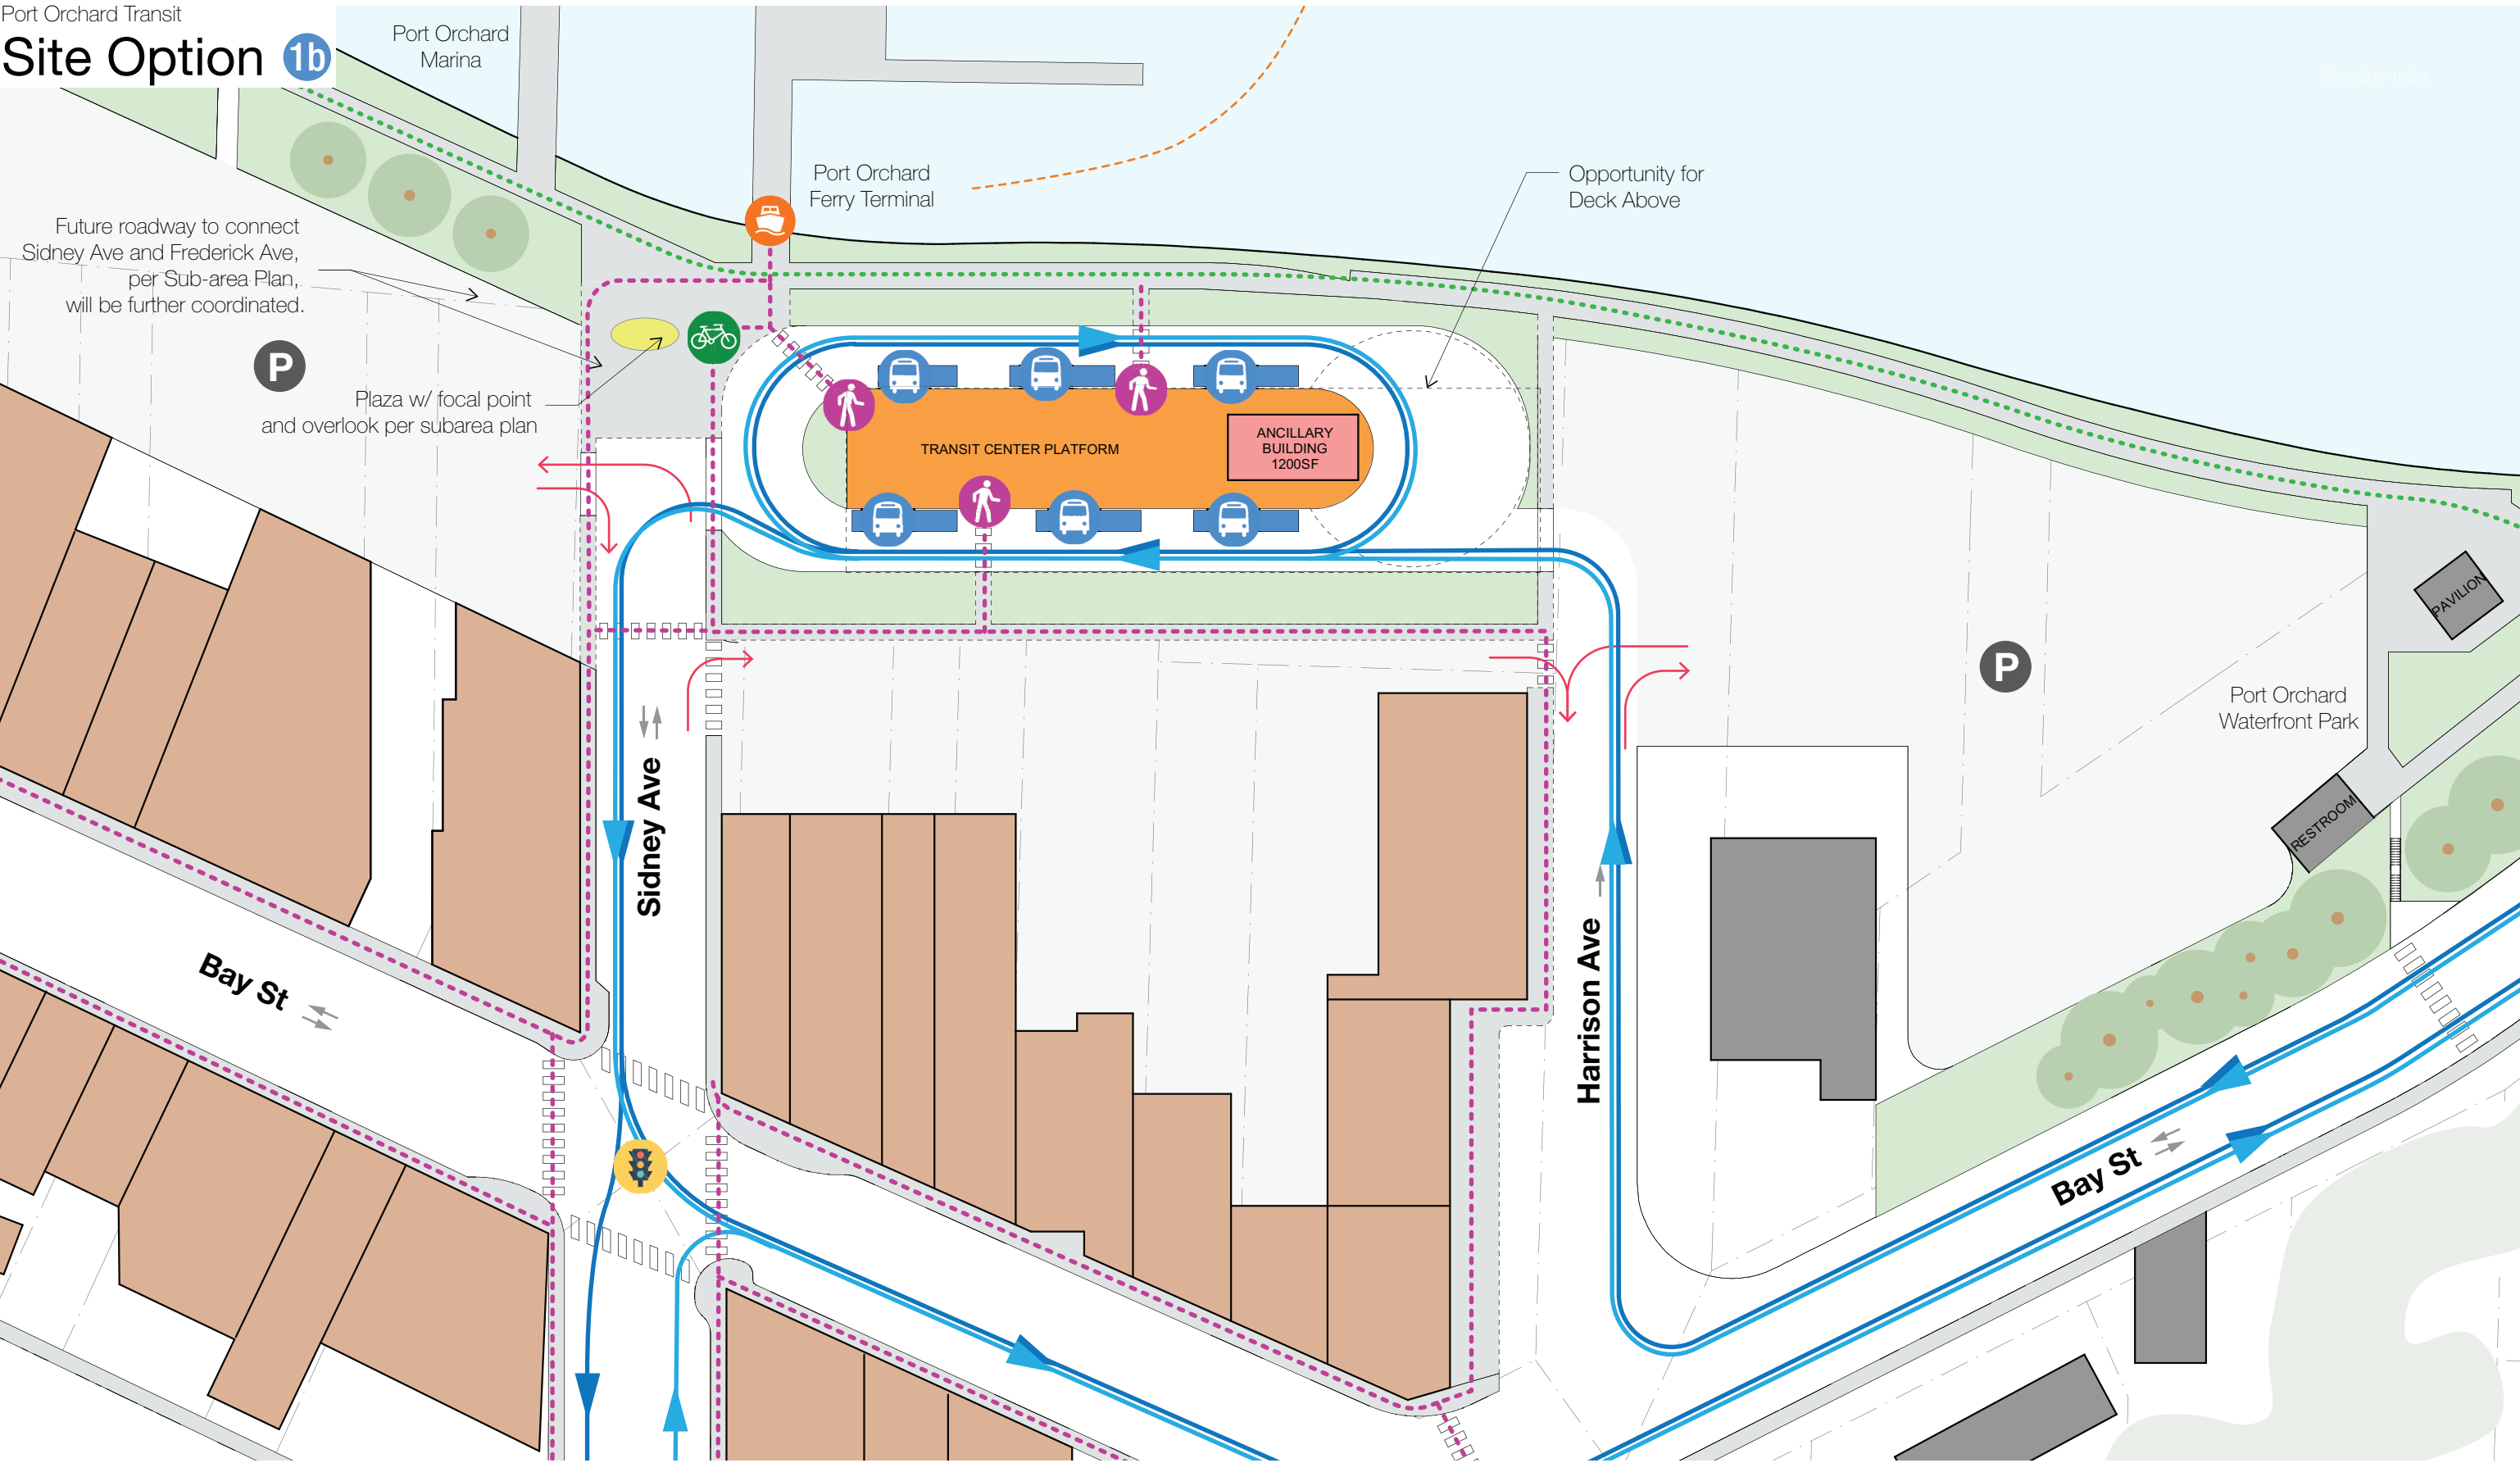 Port Orchard Transit
Site Option 1b
Port Orchard
Marina
Sinclair Inlet
Port Orchard
Ferry Terminal
Opportunity for
Deck Above
Future roadway to connect
Sidney Ave and Frederick Ave,
per Sub-area Plan,
will be further coordinated.
P
Plaza w/ focal point
and overlook per subarea plan
TRANSIT CENTER PLATFORM
ANCILLARY
BUILDING
1200SF
PAVILION
P
Port Orchard
Waterfront Park
RESTROOM
Sidney Ave
Harrison Ave
Bay St
Bay St